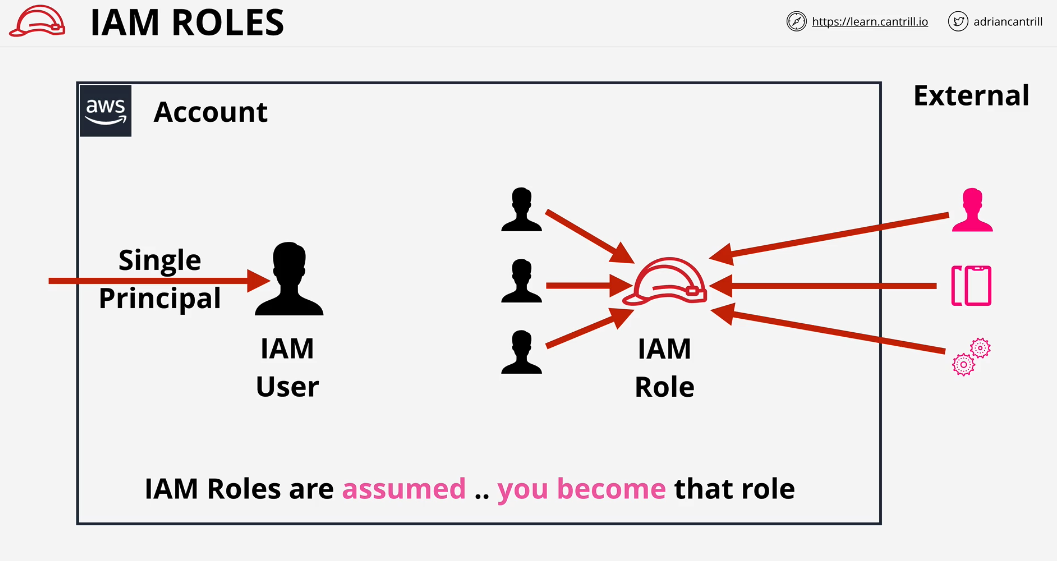 IAM ROLES
https://learn.cantrill.io
adriancantrill
aws
Account
External
Single
Principal
IAM
User
IAM
Role
IAM Roles are assumed .. you become that role